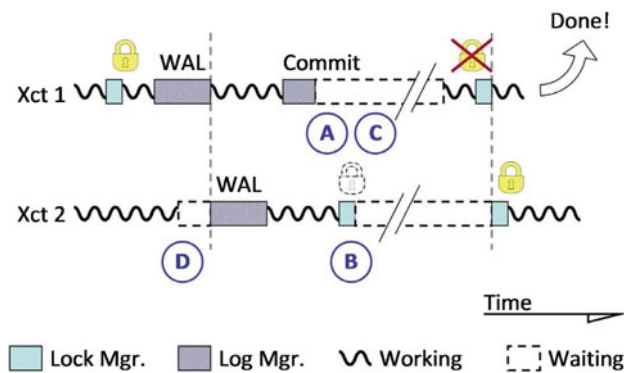 Done!
WAL Commit
Xct 1
A C
WAL
Xct 2
D B
Time
Lock Mgr. Log Mgr. Working Waiting